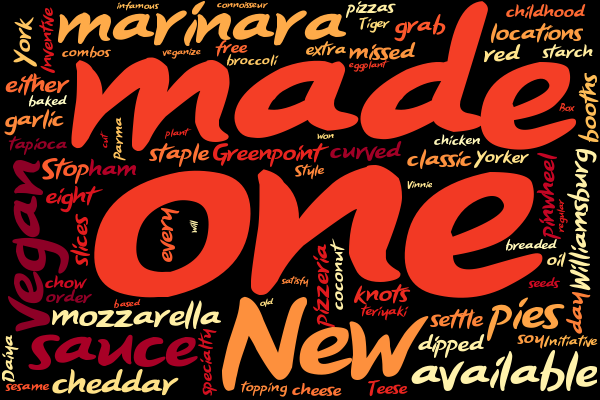 infamous
connoisseur
pizzas
childhood
York
Inventive
marinara
Tiger
grab
locations
combos
veganize
free
extra
missed
red
starch
broccoli
eggplant
either
made
booths
baked
Box
garlic
tapioca
cut
Parma
plant
won
chicken
staple
Greenpoint
curved
classic
Yorker
Stop
ham
Style
Vinnie
Vegan
eight
one
pinwheel
regular
Williamsburg
slices
every
will
breaded
oil
chow
order
satisfy
pizzeria
coconut
seeds
based
old
knots
teriyaki
day
mozzarella
New
settle
pies
Daiya
sauce
specialty
dipped
soy
Initiative
sesame
cheddar
topping
cheese
Teese
available